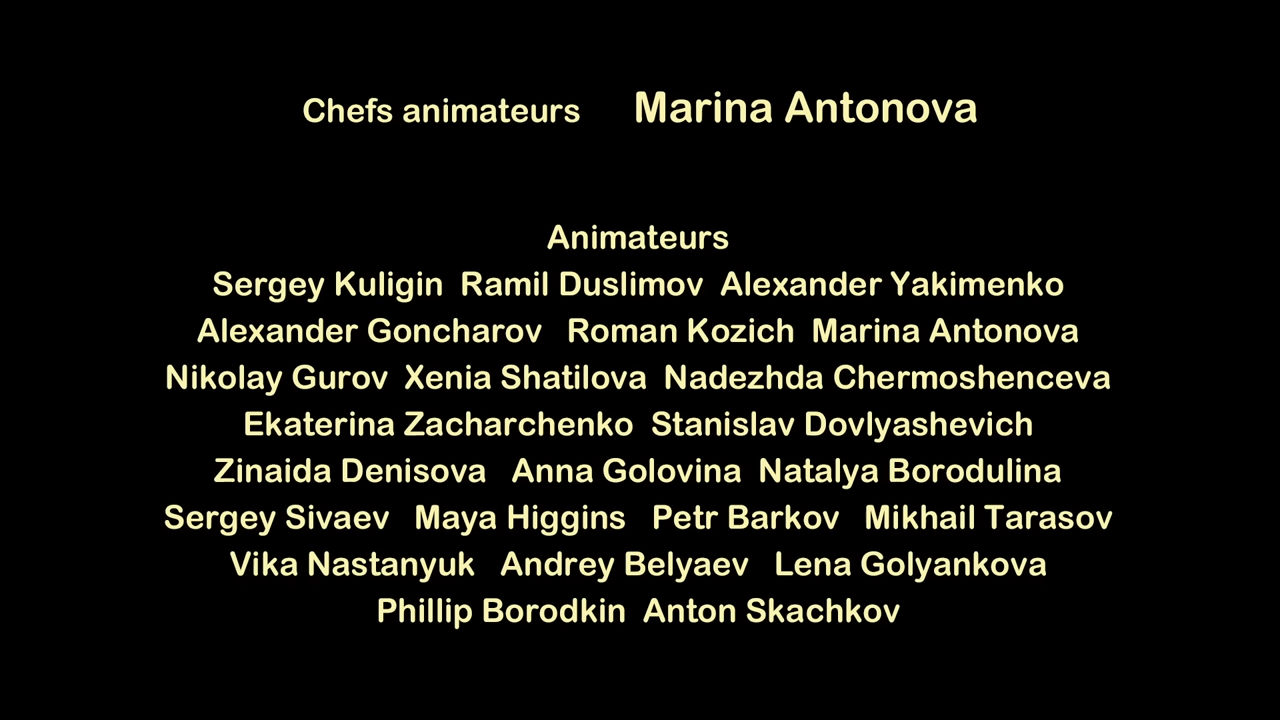 Chefs animateurs Marina Antonova
Animateurs
Sergey Kuligin Ramil Duslimov Alexander Yakimenko
Alexander Goncharov Roman Kozich Marina Antonova
Nikolay Gurov Xenia Shatilova Nadezhda Chermoshenceva
Ekaterina Zacharchenko Stanislav Dovlyashevich
Zinaida Denisova Anna Golovina Natalya Borodulina
Sergey Sivaev Maya Higgins Petr Barkov Mikhail Tarasov
Vika Nastanyuk Andrey Belyaev Lena Golyankova
Phillip Borodkin Anton Skachkov